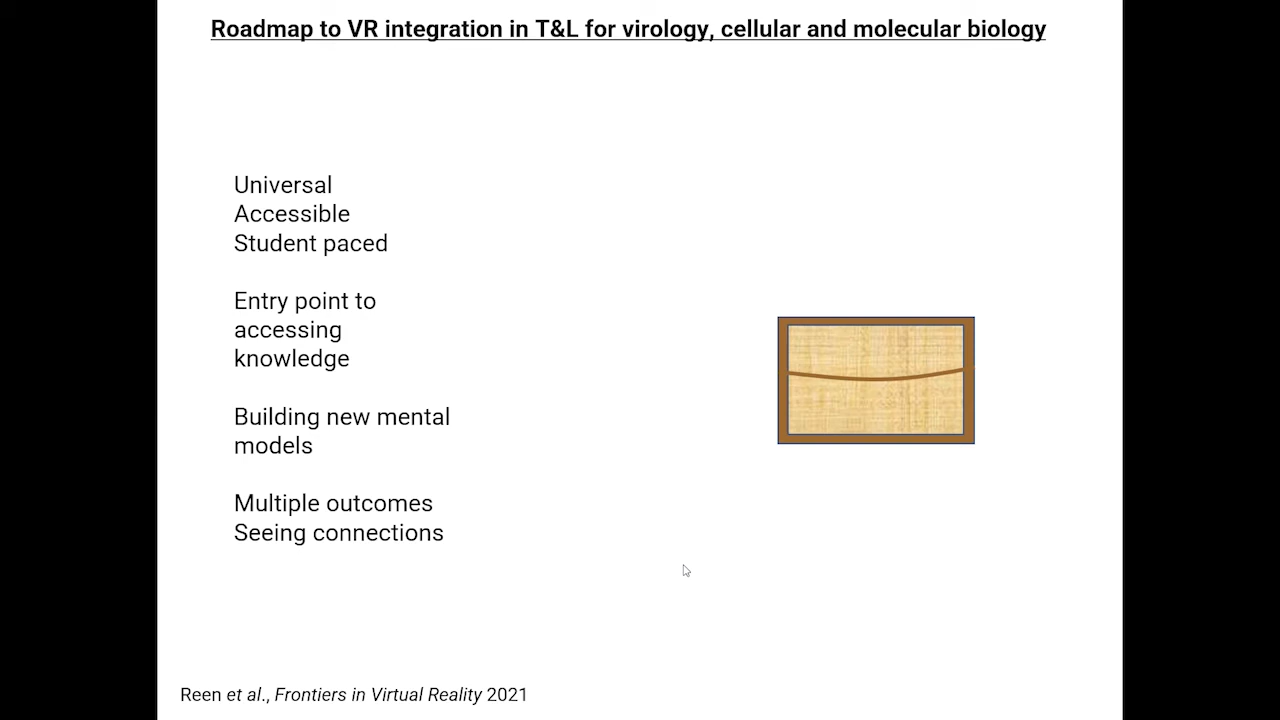 Roadmap to VR integration in T&L for virology, cellular and molecular biology
Universal
Accessible
Student paced
Entry point to
accessing
knowledge
Building new mental
models
Multiple outcomes
Seeing connections
Reen et al., Frontiers in Virtual Reality 2021